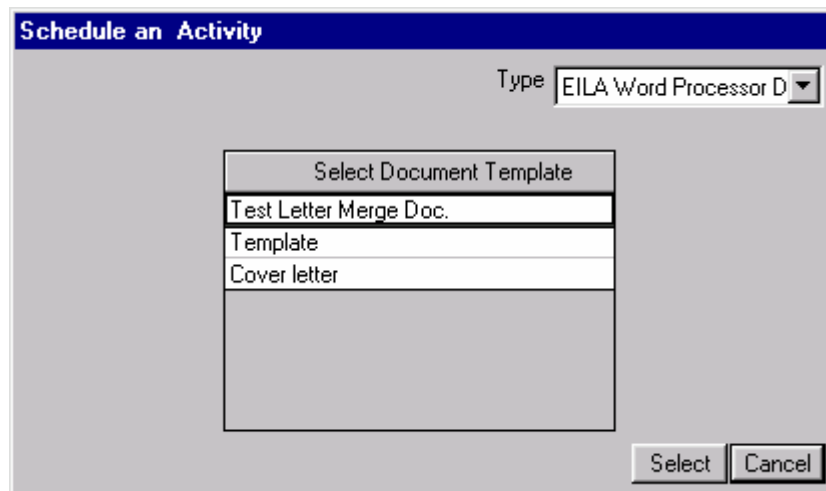 Schedule an Activity
Type EILA Word Processor D
Select Document Template
Test Letter Merge Doc.
Template
Cover letter
Select Cancel